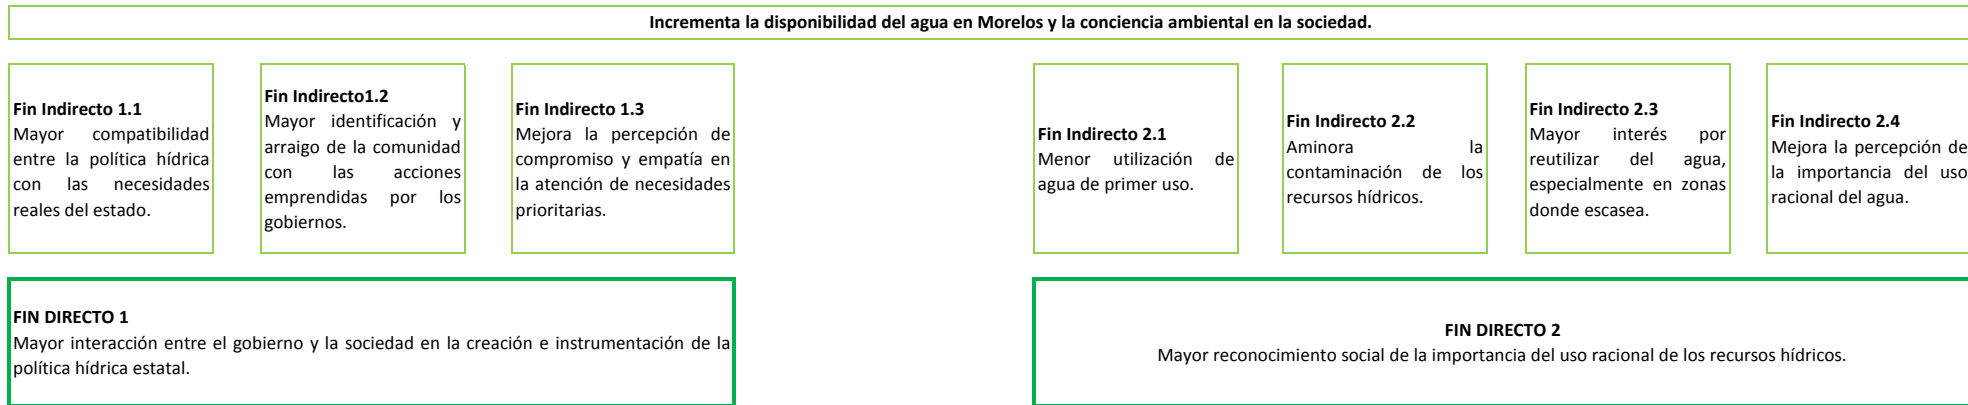 Incrementa la disponibilidad del agua en Morelos y la conciencia ambiental en la sociedad.
Fin Indirecto 1.1
Mayor compatibilidad
entre la política hídrica
con las necesidades
reales del estado.
Fin Indirecto1.2
Mayor identificación y
arraigo de la comunidad
con las acciones
emprendidas por los
gobiernos.
Fin Indirecto 1.3
Mejora la percepción de
compromiso y empatía en
la atención de necesidades
prioritarias.
Fin Indirecto 2.1
Menor utilización de
agua de primer uso.
Fin Indirecto 2.2
Aminora la
contaminación de los
recursos hídricos.
Fin Indirecto 2.3
Mayor interés por
reutilizar del agua,
especialmente en zonas
donde escasea.
Fin Indirecto 2.4
Mejora la percepción de
la importancia del uso
racional del agua.
FIN DIRECTO 1
Mayor interacción entre el gobierno y la sociedad en la creación e instrumentación de la
política hídrica estatal.
FIN DIRECTO 2
Mayor reconocimiento social de la importancia del uso racional de los recursos hídricos.